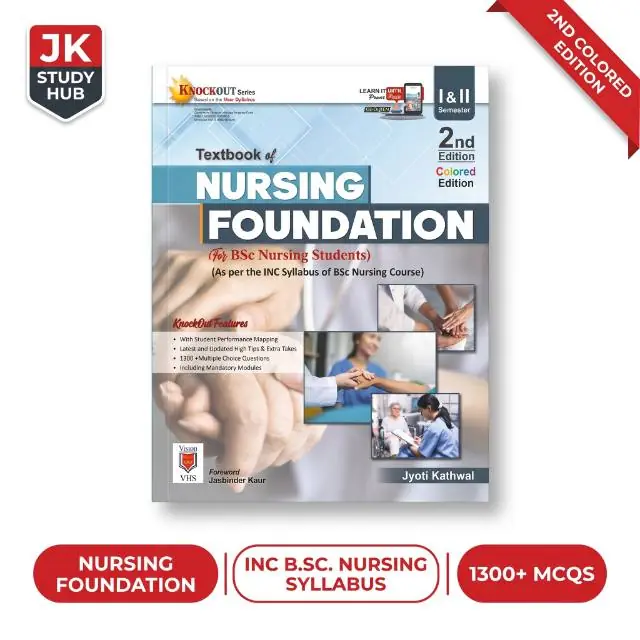 JK
STUDY
HUB
2ND COLORED
EDITION
KNOCKOUT Series
Based on the New Syllabus
LEARN IT
I & II
Semester
2nd
Edition
Colored
Edition
Textbook of
NURSING
FOUNDATION
(For BSc Nursing Students)
(As per the INC Syllabus of BSc Nursing Course)
KnockOut Features
• With Student Performance Mapping
• Latest and Updated High Tips & Extra Takes
• 1300 +Multiple Choice Questions
• Including Mandatory Modules
Vision
VHS
Foreword
Jasbinder Kaur
Jyoti Kathwal
NURSING
FOUNDATION
INC B.SC. NURSING
SYLLABUS
1300+ MCQS